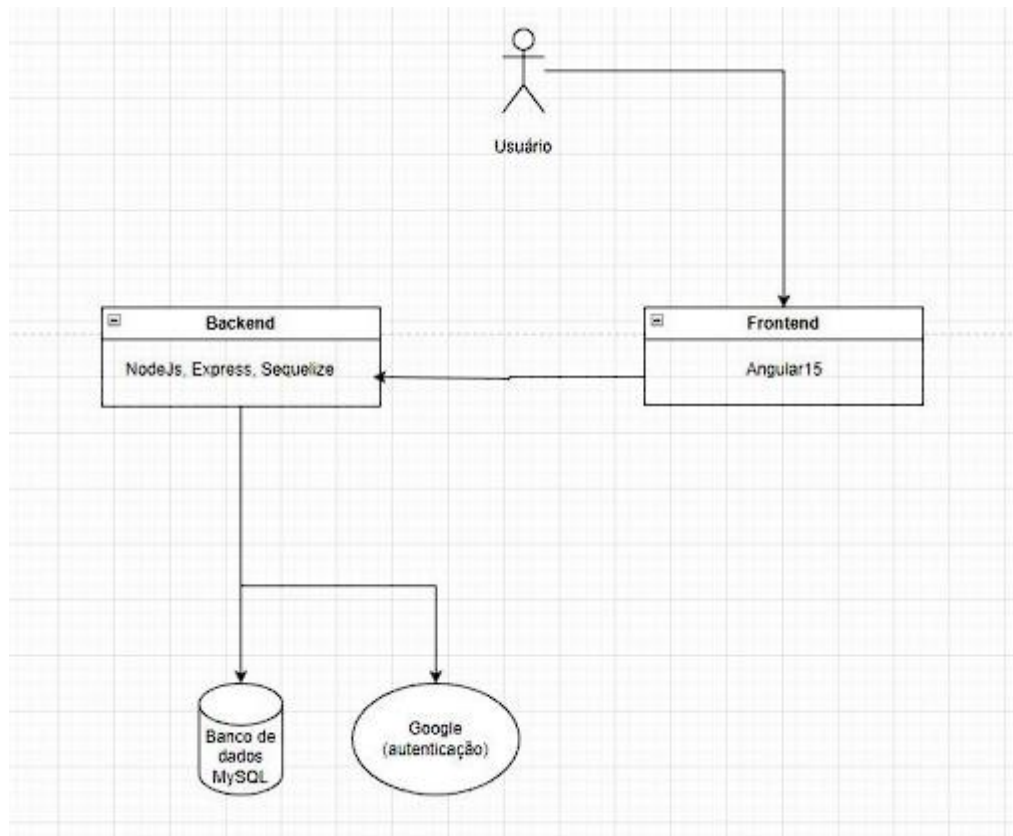 Usuário
Backend
NodeJs, Express, Sequelize
Frontend
Angular15
Banco de
dados
MySQL
Google
(autenticação)